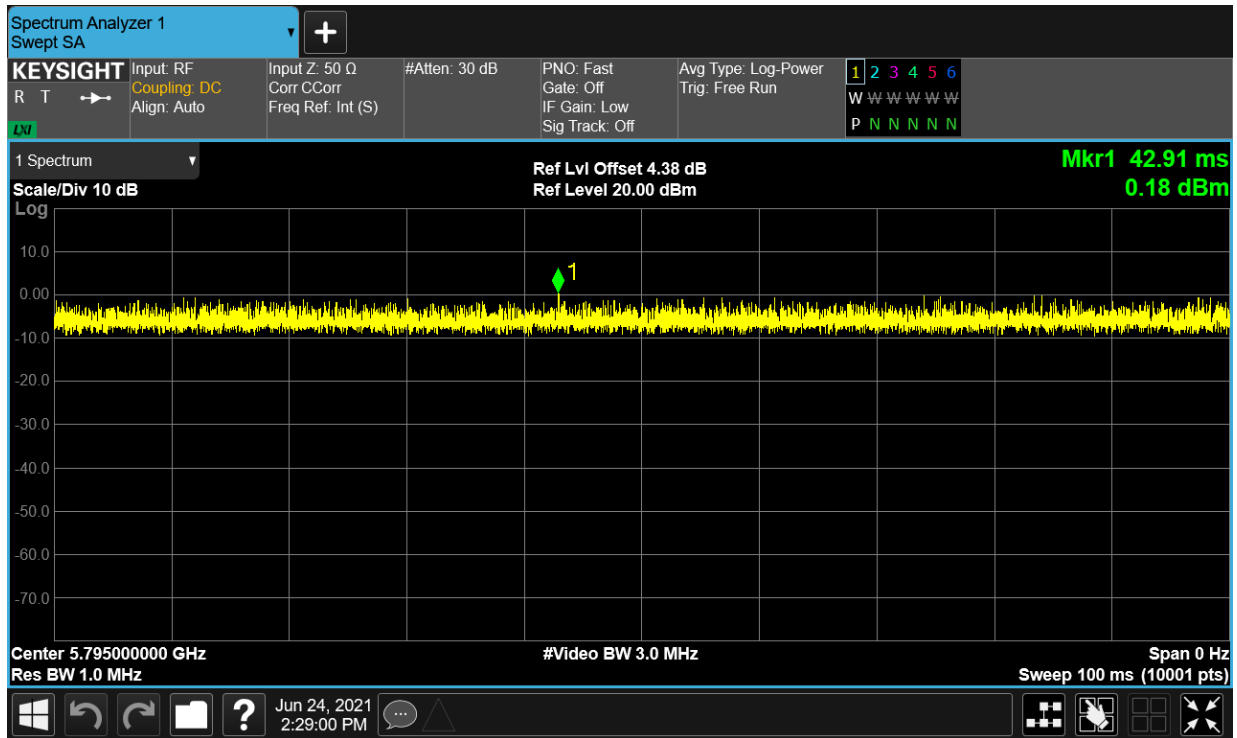 Spectrum Analyzer 1
Swept SA
KEYSIGHT
R T
LXI
Input: RF
Coupling: DC
Align: Auto
Input Z: 50 Ω
Corr CCorr
Freq Ref: Int (S)
#Atten: 30 dB
PNO: Fast
Gate: Off
IF Gain: Low
Sig Track: Off
Avg Type: Log-Power
Trig: Free Run
1 2 3 4 5 6
W W W W W W
P N N N N N
1 Spectrum
Scale/Div 10 dB
Log
Ref Lvl Offset 4.38 dB
Ref Level 20.00 dBm
Mkr1 42.91 ms
0.18 dBm
1
10.0
0.00
-10.0
-20.0
-30.0
-40.0
-50.0
-60.0
-70.0
Center 5.795000000 GHz
Res BW 1.0 MHz
#Video BW 3.0 MHz
Span 0 Hz
Sweep 100 ms (10001 pts)
?
Jun 24, 2021
2:29:00 PM